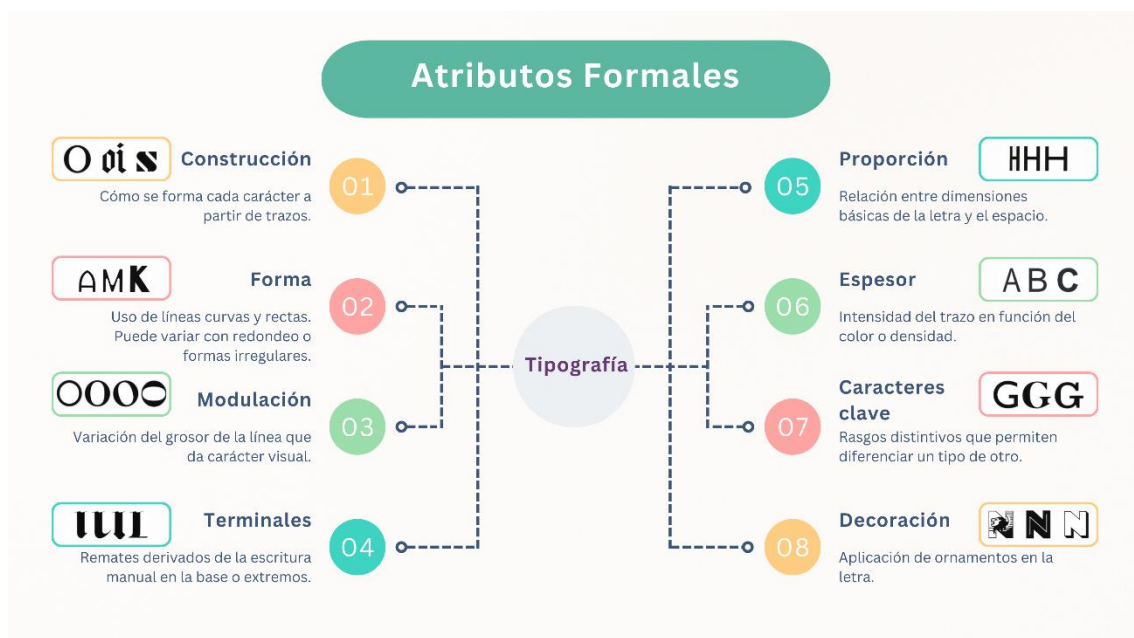 Atributos Formales
O oi s
Construcción
01
Cómo se forma cada carácter a
partir de trazos.
AMK
Forma
02
Uso de líneas curvas y rectas.
Puede variar con redondeo o
formas irregulares.
OOOO
Modulación
03
Variación del grosor de la línea que
da carácter visual.
Terminales
04
Remates derivados de la escritura
manual en la base o extremos.
Tipografía
05
Proporción
HHH
Relación entre dimensiones
básicas de la letra y el espacio.
06
Espesor
ABC
Intensidad del trazo en función del
color o densidad.
07
Caracteres
clave
GGG
Rasgos distintivos que permiten
diferenciar un tipo de otro.
08
Decoración
NNN
Aplicación de ornamentos en la
letra.